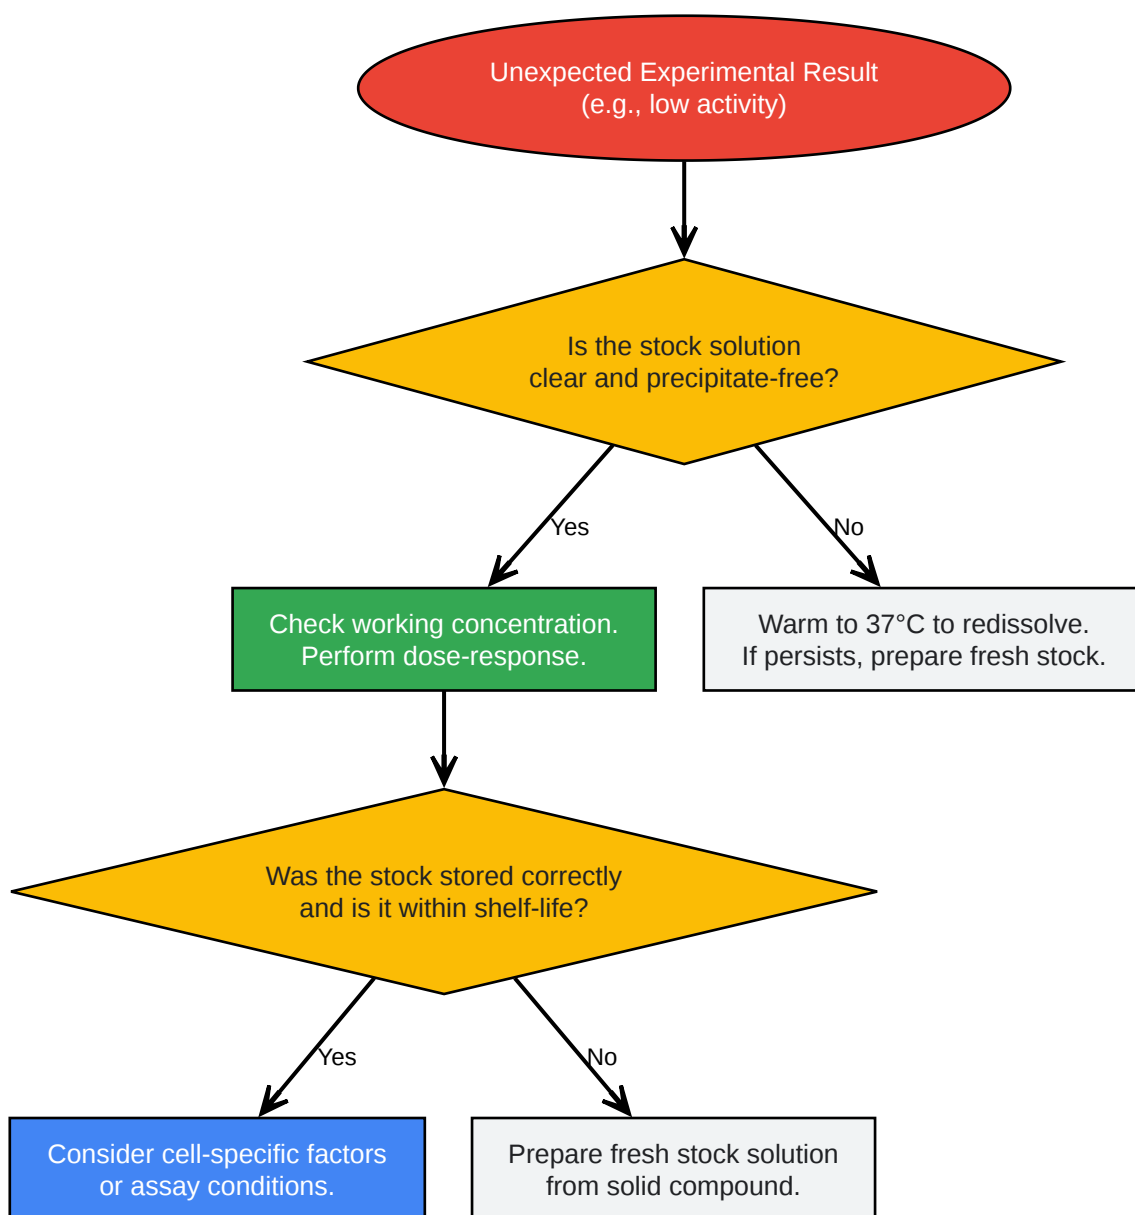 Unexpected Experimental Result
(e.g., low activity)
Is the stock solution
clear and precipitate-free?
Yes
No
Check working concentration.
Perform dose-response.
Warm to 37°C to redissolve.
If persists, prepare fresh stock.
Was the stock stored correctly
and is it within shelf-life?
Yes
No
Consider cell-specific factors
or assay conditions.
Prepare fresh stock solution
from solid compound.